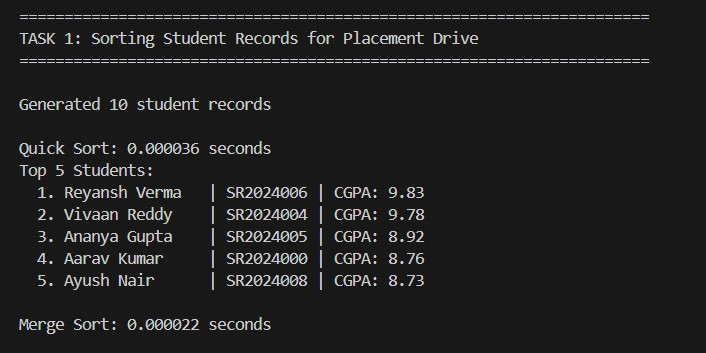 ======================================================================
TASK 1: Sorting Student Records for Placement Drive
======================================================================
Generated 10 student records
Quick Sort: 0.000036 seconds
Top 5 Students:
  1. Reyansh Verma   | SR2024006 | CGPA: 9.83
  2. Vivaan Reddy    | SR2024004 | CGPA: 9.78
  3. Ananya Gupta    | SR2024005 | CGPA: 8.92
  4. Aarav Kumar     | SR2024000 | CGPA: 8.76
  5. Ayush Nair      | SR2024008 | CGPA: 8.73
Merge Sort: 0.000022 seconds